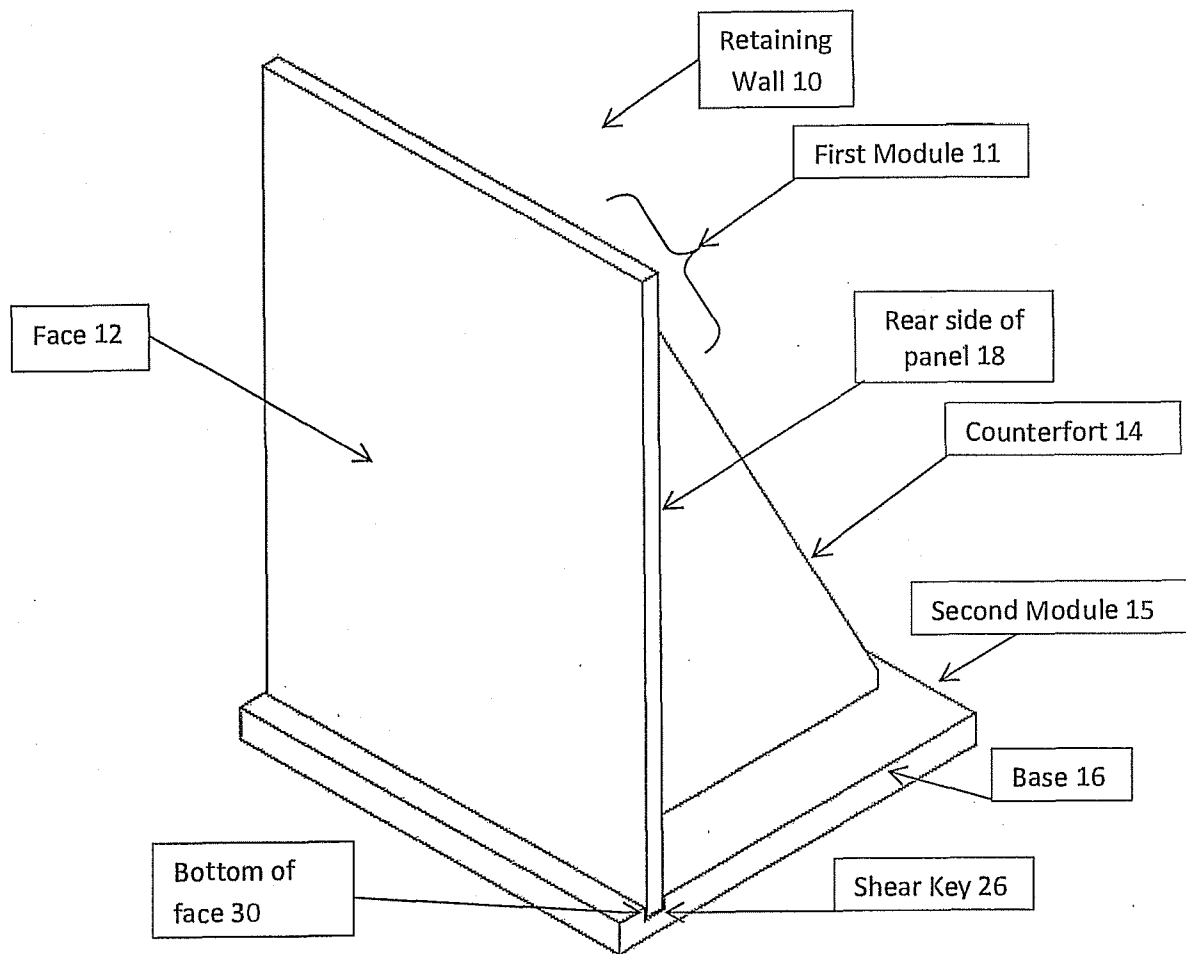 Retaining
Wall 10
First Module 11
Face 12
Rear side of
panel 18
Counterfort 14
Second Module 15
Base 16
Bottom of
face 30
Shear Key 26